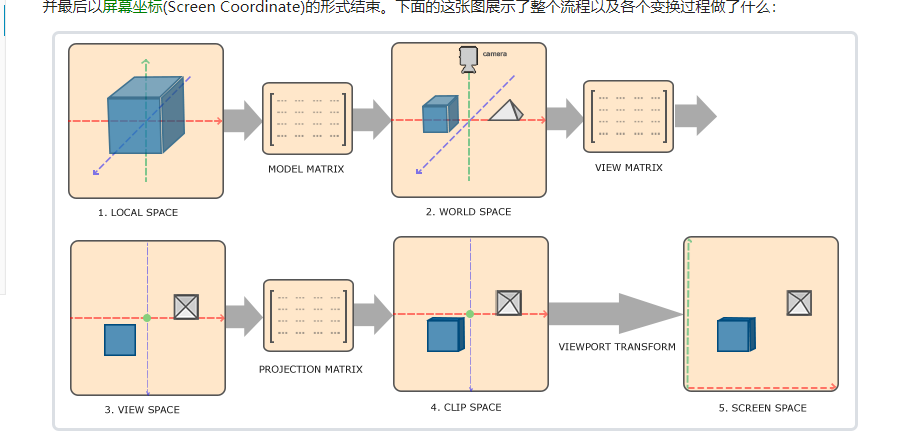 并最后以屏幕坐标(Screen Coordinate)的形式结束。下面的这张图展示了整个流程以及各个变换过程做了什么：
camera
MODEL MATRIX
VIEW MATRIX
1. LOCAL SPACE
2. WORLD SPACE
VIEWPORT TRANSFORM
PROJECTION MATRIX
3. VIEW SPACE
4. CLIP SPACE
5. SCREEN SPACE